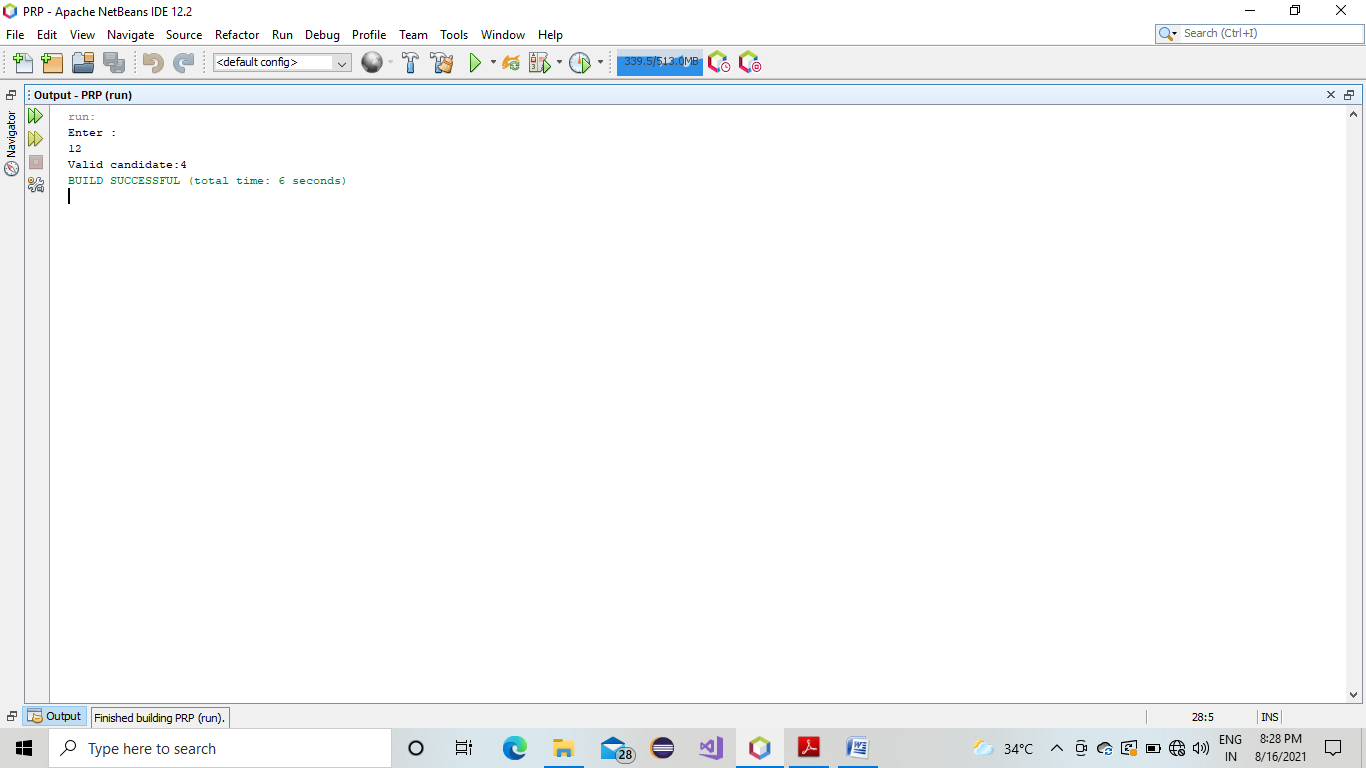 PRP - Apache NetBeans IDE 12.2
File Edit View Navigate Source Refactor Run Debug Profile Team Tools Window Help
Search (Ctrl+I)
<default config>
339.5/513.0MB
Output - PRP (run)
Navigator
run:
Enter :
12
Valid candidate:4
BUILD SUCCESSFUL (total time: 6 seconds)
Output
Finished building PRP (run).
28:5
INS
Type here to search
28
34°C
ENG
IN
8:28 PM
8/16/2021